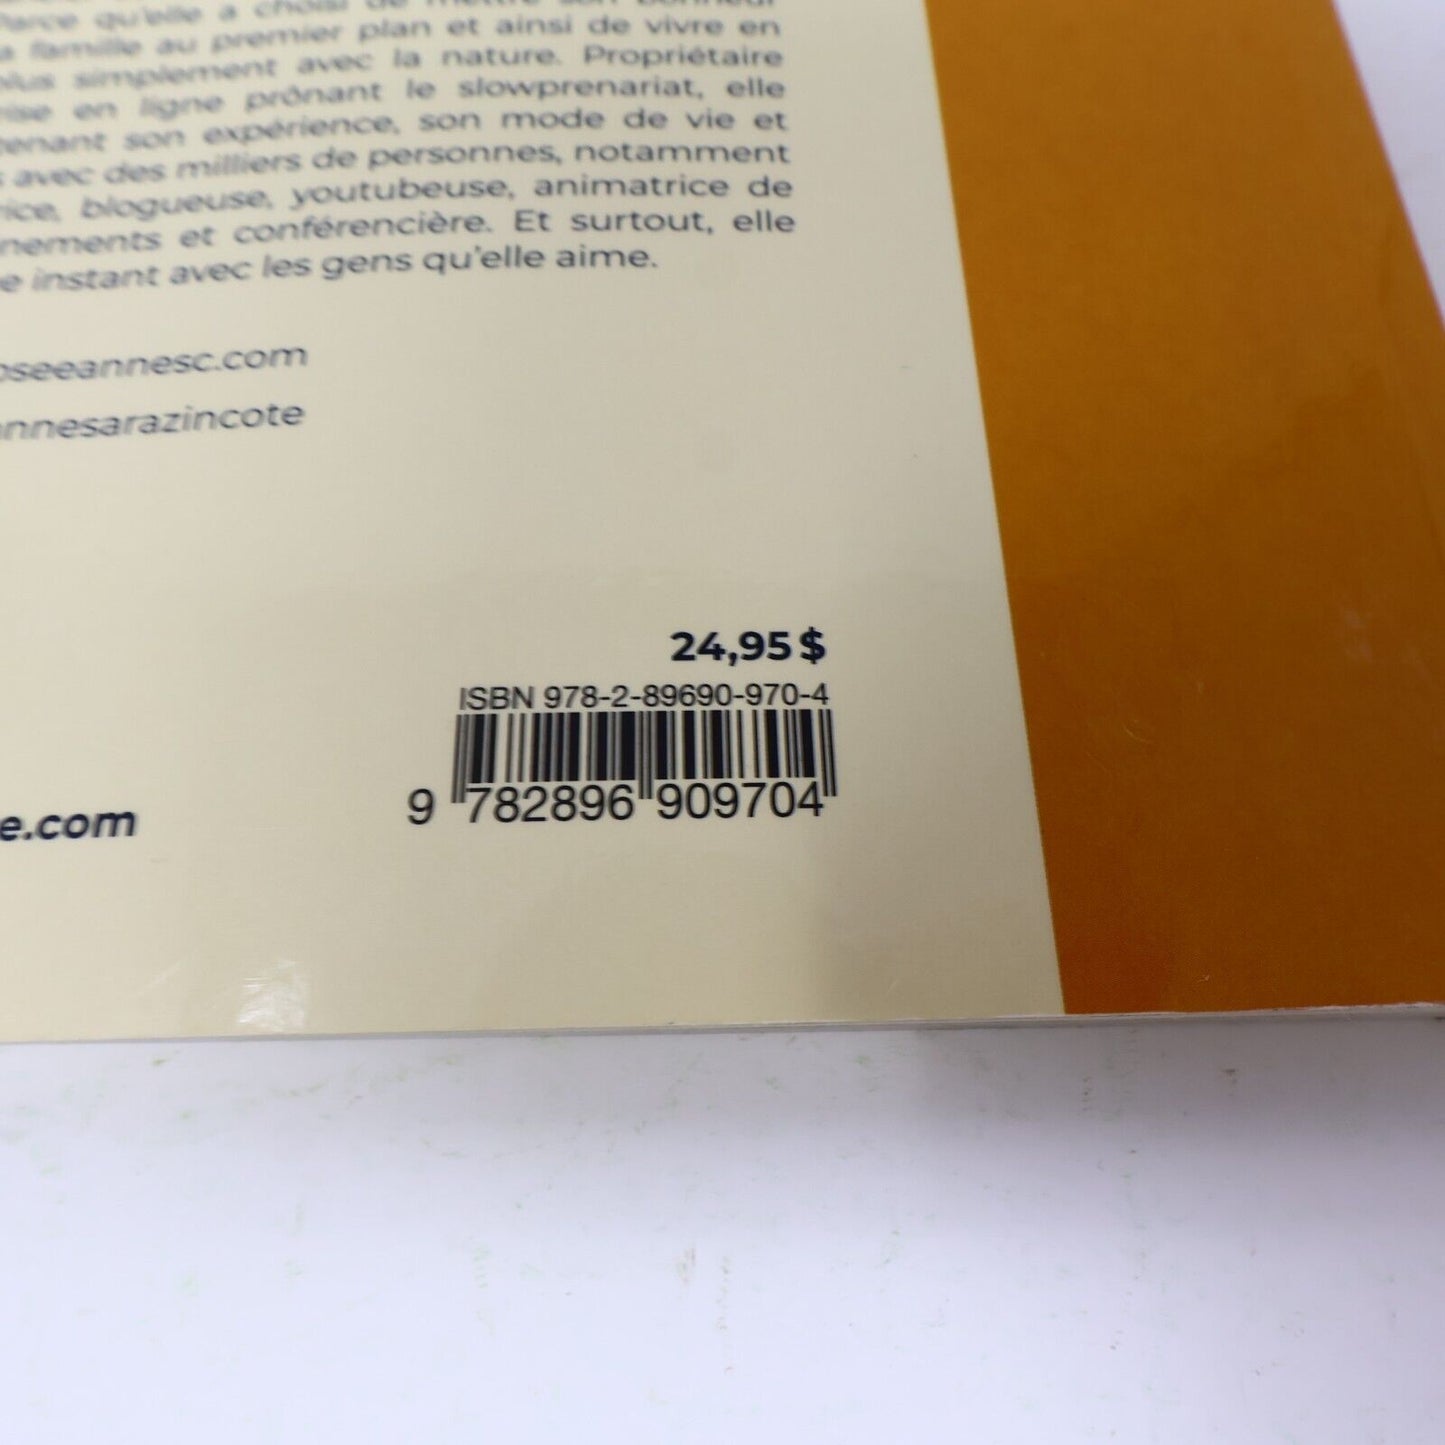 Parce qu'elle a choisi de mettre son bonheur
a famille au premier plan et ainsi de vivre en
plus simplement avec la nature. Propriétaire
rise en ligne prônant le slowprenariat, elle
tenant son expérience, son mode de vie et
s avec des milliers de personnes, notamment
rice, blogueuse, youtubeuse, animatrice de
nements et conférencière. Et surtout, elle
e instant avec les gens qu'elle aime.
oseeannesc.com
annesarazincote
24,95 $
ISBN 978-2-89690-970-4
9 782896 909704
e.com